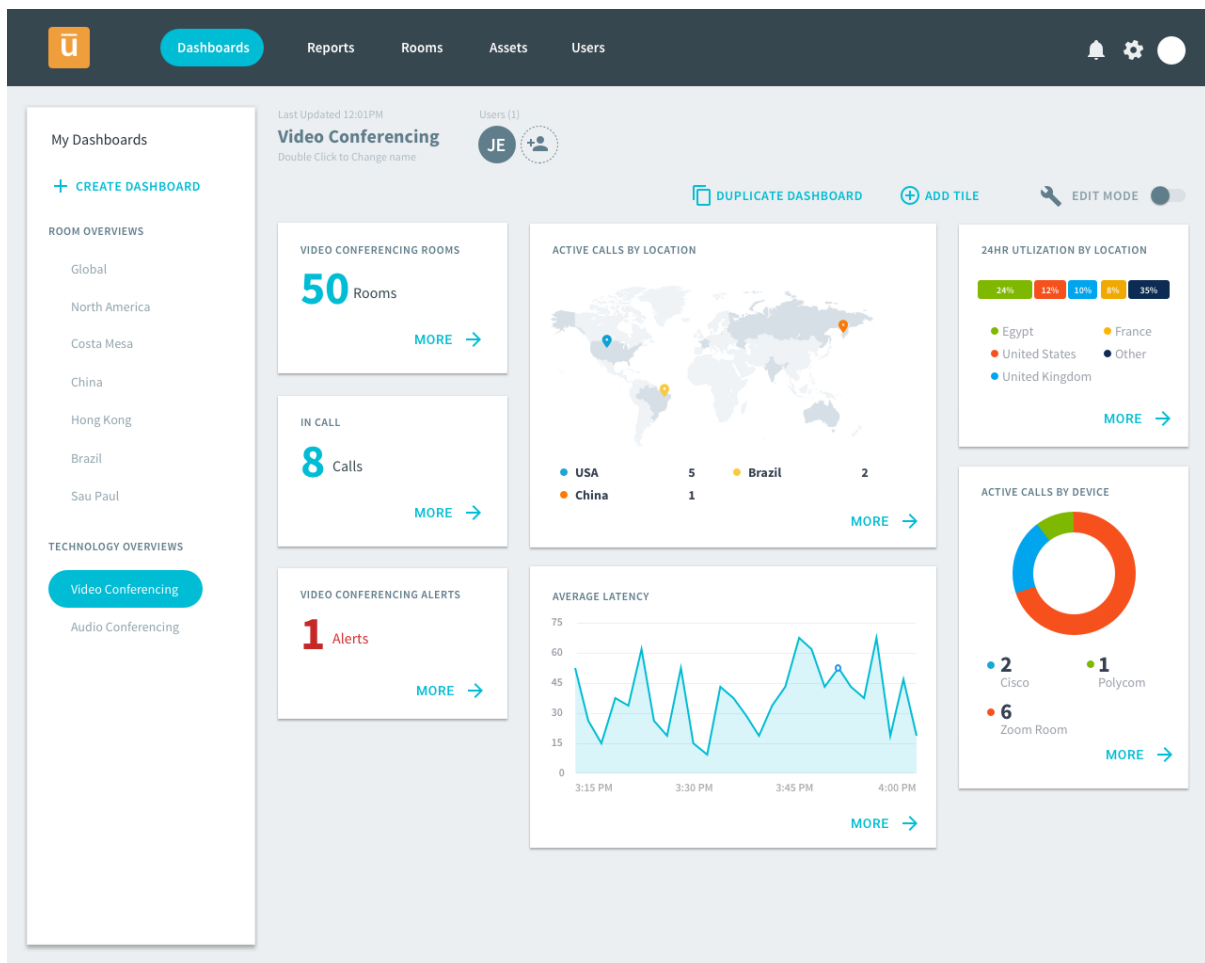 ū
Dashboards
Reports
Rooms
Assets
Users
My Dashboards
CREATE DASHBOARD
ROOM OVERVIEWS
Global
North America
Costa Mesa
China
Hong Kong
Brazil
Sau Paul
TECHNOLOGY OVERVIEWS
Video Conferencing
Audio Conferencing
Last Updated 12:01PM
Video Conferencing
Double Click to Change name
Users (1)
JE
DUPLICATE DASHBOARD
ADD TILE
EDIT MODE
VIDEO CONFERENCING ROOMS
50 Rooms
MORE
IN CALL
8 Calls
MORE
VIDEO CONFERENCING ALERTS
1 Alerts
MORE
ACTIVE CALLS BY LOCATION
USA 5
Brazil 2
China 1
MORE
AVERAGE LATENCY
75
60
45
30
15
0
3:15 PM 3:30 PM 3:45 PM 4:00 PM
MORE
24HR UTLIZATION BY LOCATION
24% 12% 10% 8% 35%
Egypt
France
United States
Other
United Kingdom
MORE
ACTIVE CALLS BY DEVICE
2
Cisco
1
Polycom
6
Zoom Room
MORE